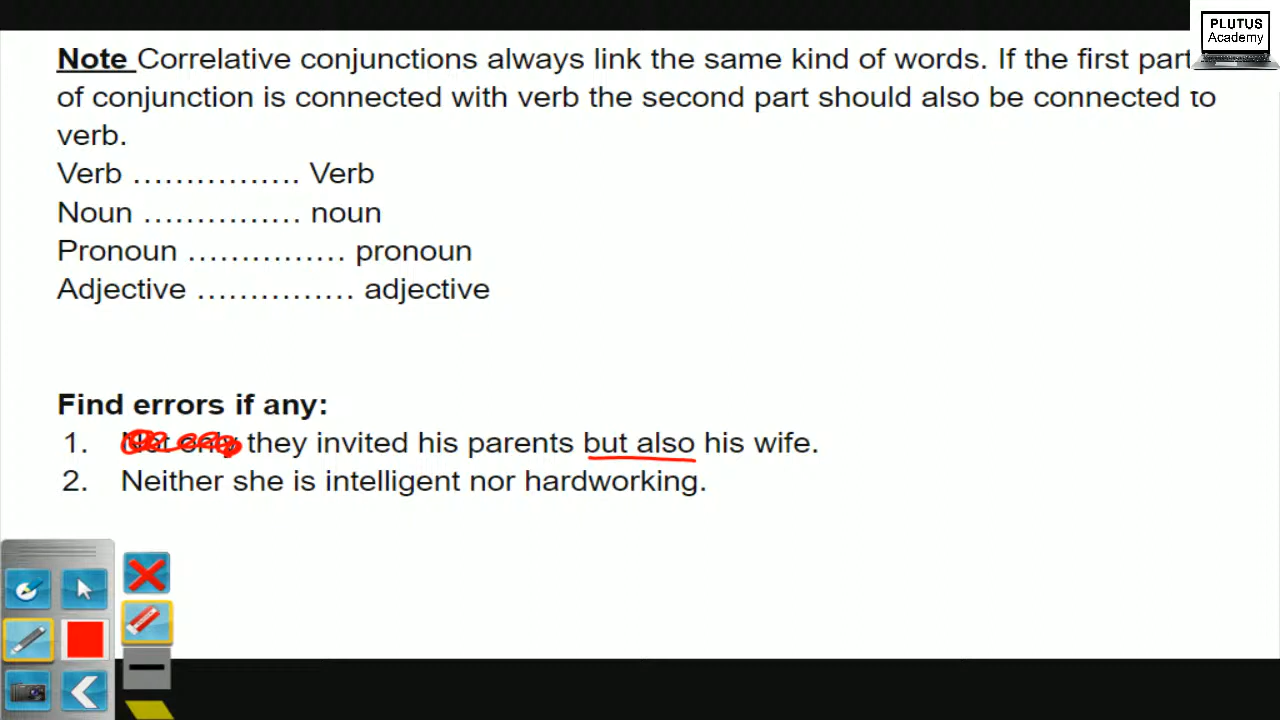 PLUTUS
Academy
Note Correlative conjunctions always link the same kind of words. If the first part
of conjunction is connected with verb the second part should also be connected to
verb.
Verb ……………. Verb
Noun …………… noun
Pronoun …………… pronoun
Adjective …………… adjective
Find errors if any:
1. Not only they invited his parents but also his wife.
2. Neither she is intelligent nor hardworking.